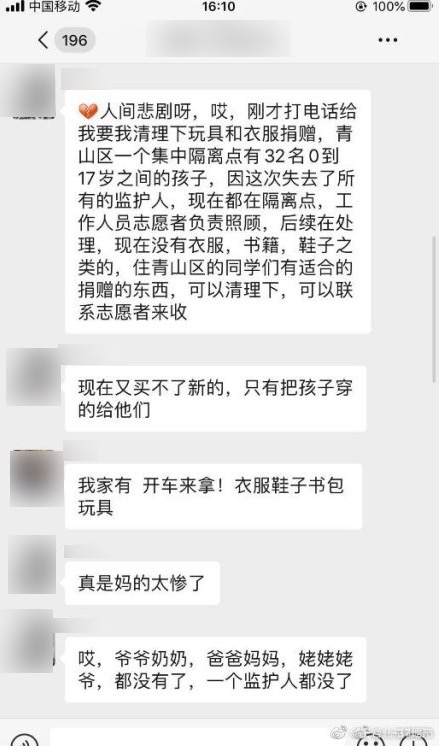 中国移动
16:10
100%
196
💔人间悲剧呀，哎，刚才打电话给
我要我清理下玩具和衣服捐赠，青
山区一个集中隔离点有32名0到
17岁之间的孩子，因这次失去了所
有的监护人，现在都在隔离点，工
作人员志愿者负责照顾，后续在处
理，现在没有衣服，书籍，鞋子之
类的，住青山区的同学们有适合的
捐赠的东西，可以清理下，可以联
系志愿者来收
现在又买不了新的，只有把孩子穿
的给他们
我家有 开车来拿！衣服鞋子书包
玩具
真是妈的太惨了
哎，爷爷奶奶，爸爸妈妈，姥姥姥
爷，都没有了，一个监护人都没了